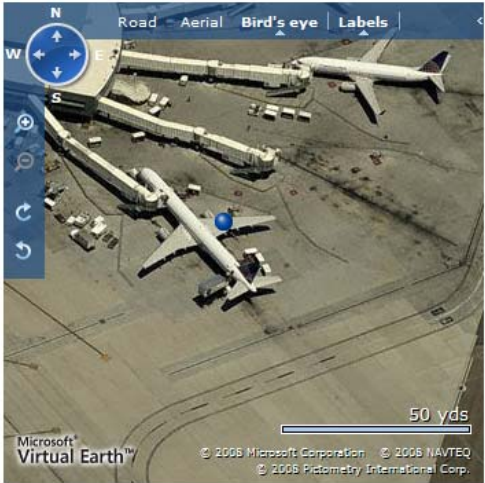 N
Road Aerial Bird's eye Labels «
W E
S
50 yds
Microsoft®
Virtual Earth™
© 2008 Microsoft Corporation © 2008 NAVTEQ
© 2008 Pictometry International Corp.